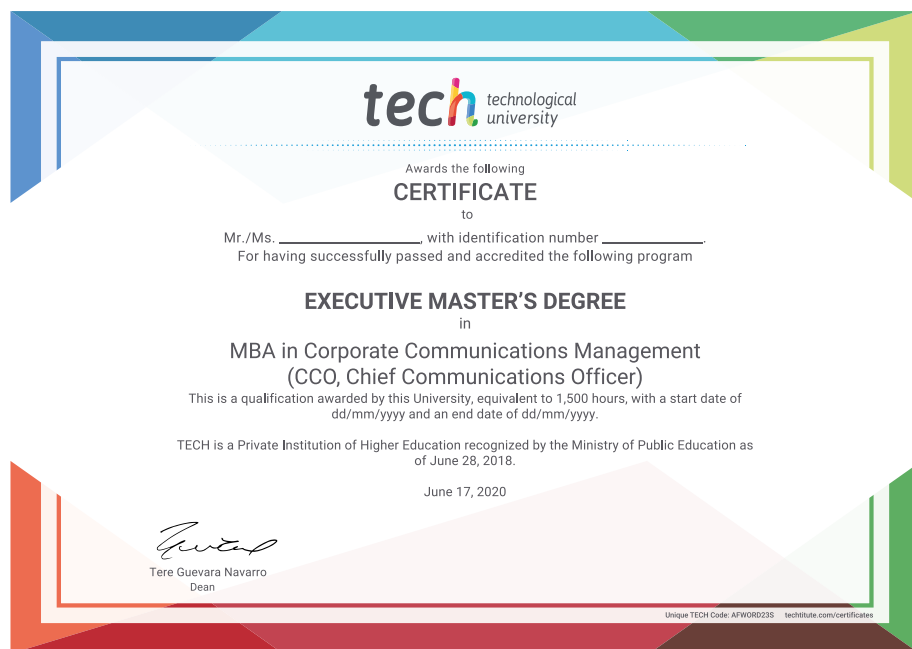 tech technological
university
Awards the following
CERTIFICATE
to
Mr./Ms. ____________________, with identification number ______________.
For having successfully passed and accredited the following program
EXECUTIVE MASTER'S DEGREE
in
MBA in Corporate Communications Management
(CCO, Chief Communications Officer)
This is a qualification awarded by this University, equivalent to 1,500 hours, with a start date of
dd/mm/yyyy and an end date of dd/mm/yyyy.
TECH is a Private Institution of Higher Education recognized by the Ministry of Public Education as
of June 28, 2018.
June 17, 2020
Tere Guevara Navarro
Dean
Unique TECH Code: AFWORD23S techtitute.com/certificates